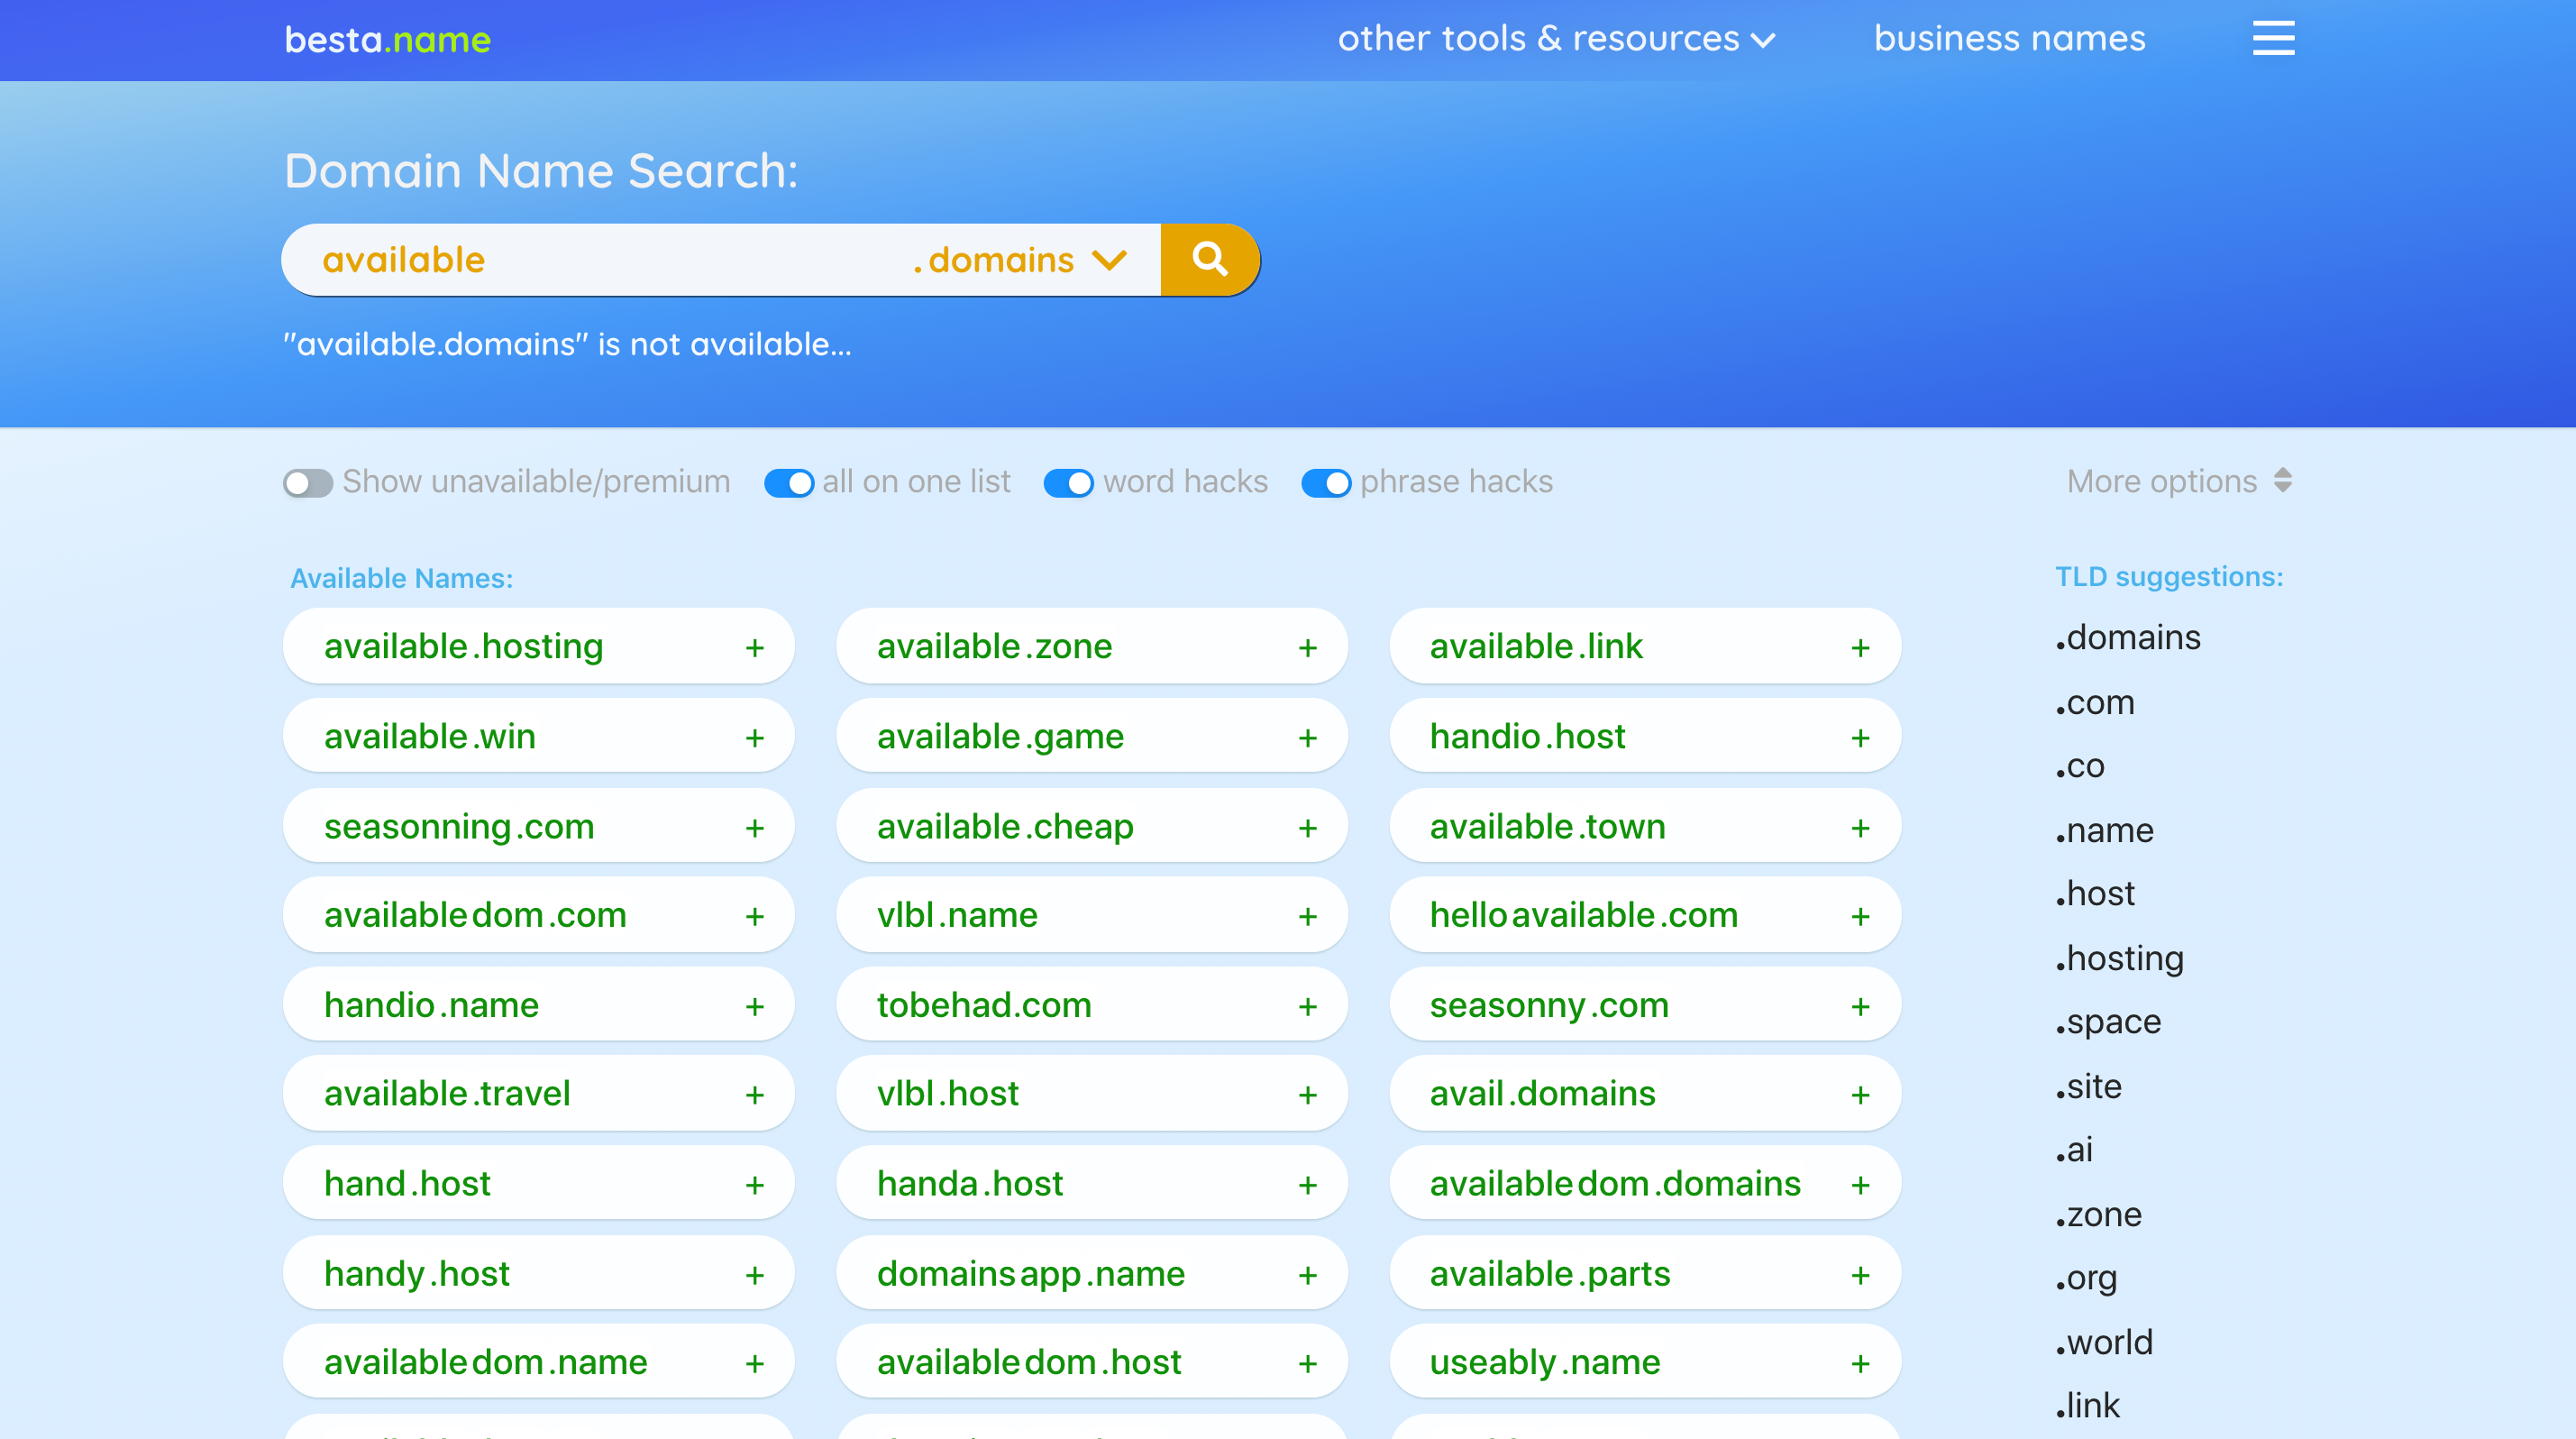 besta.name
other tools & resources
business names
Domain Name Search:
available
.domains
"available.domains" is not available...
Show unavailable/premium
all on one list
word hacks
phrase hacks
More options
Available Names:
available.hosting +
available.zone +
available.link +
available.win +
available.game +
handio.host +
seasonning.com +
available.cheap +
available.town +
availabledom.com +
vlbl.name +
helloavailable.com +
handio.name +
tobehad.com +
seasonny.com +
available.travel +
vlbl.host +
avail.domains +
hand.host +
handa.host +
availabledom.domains +
handy.host +
domainsapp.name +
available.parts +
availabledom.name +
availabledom.host +
useably.name +
TLD suggestions:
.domains
.com
.co
.name
.host
.hosting
.space
.site
.ai
.zone
.org
.world
.link